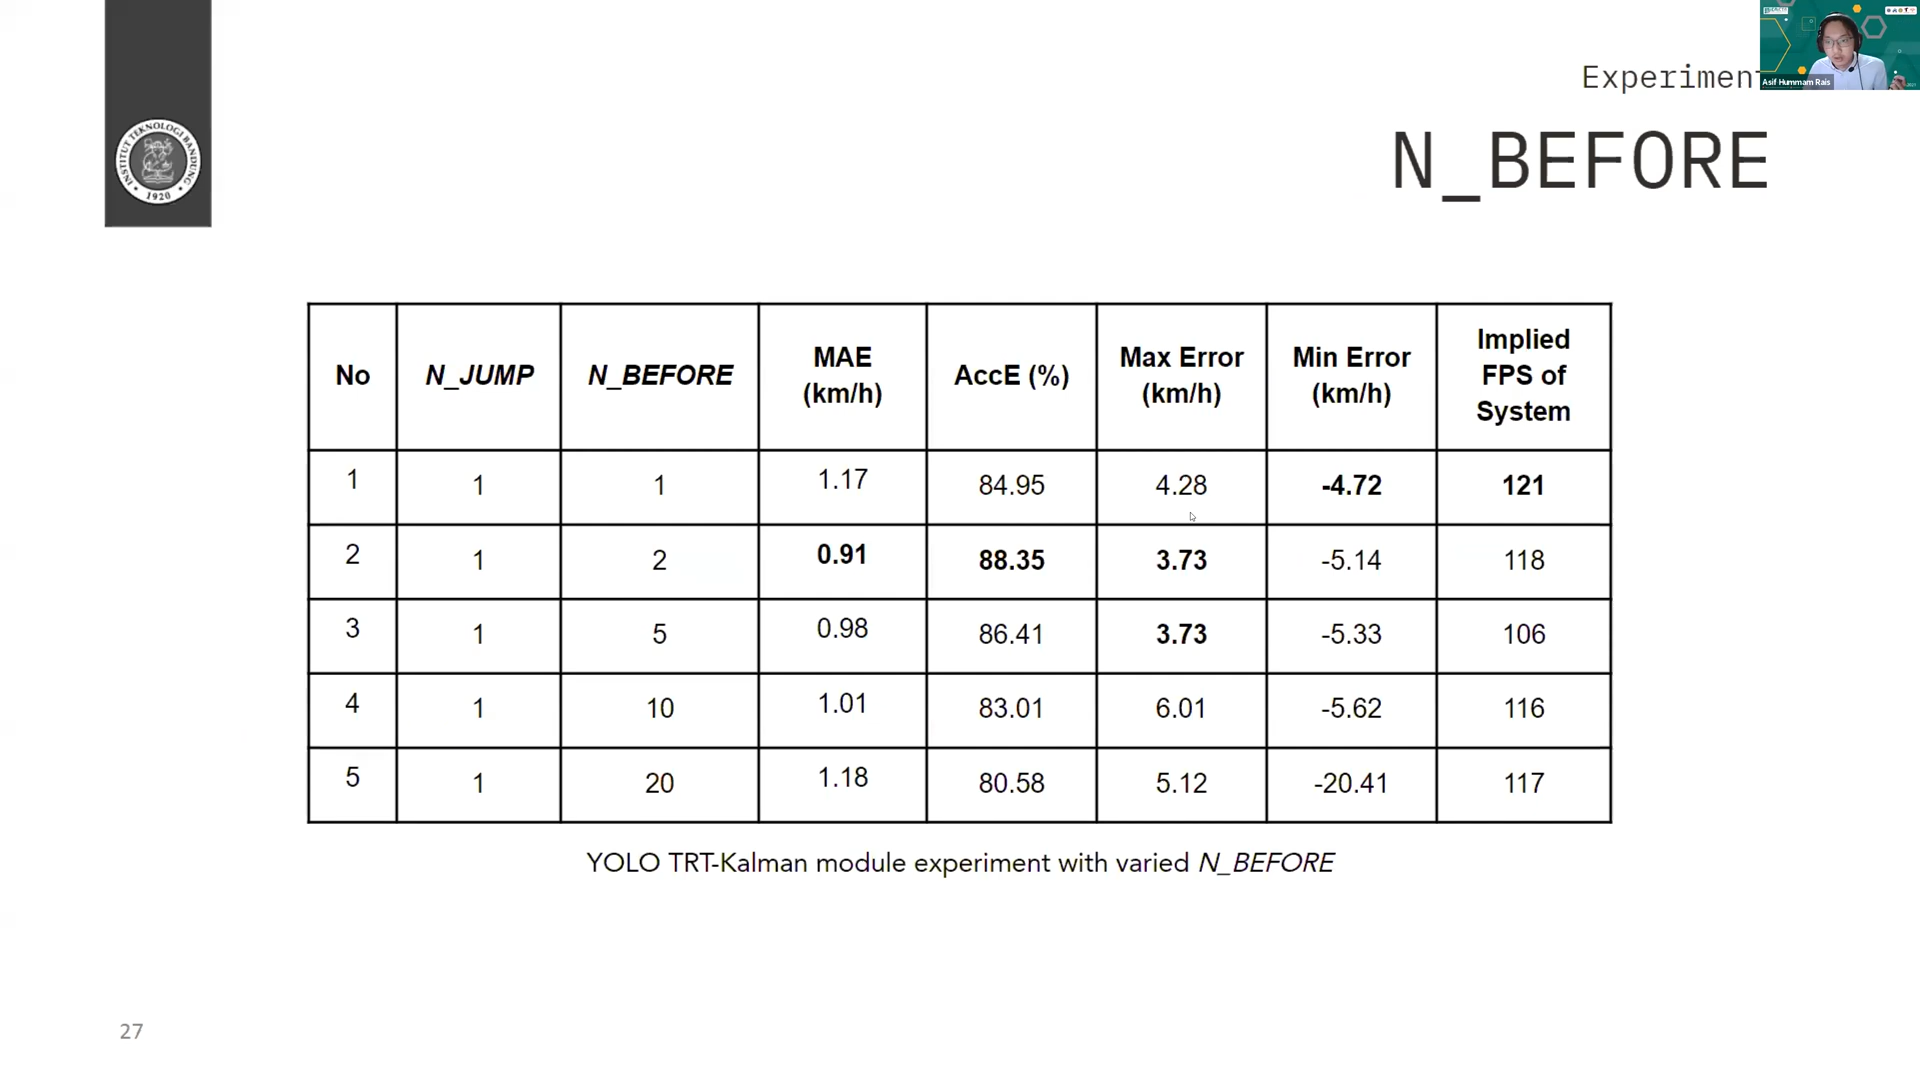 Asif Hummam Rais
Experimen
N_BEFORE
INSTITUT TEKNOLOGI BANDUNG
1920
No N_JUMP N_BEFORE MAE (km/h) AccE (%) Max Error (km/h) Min Error (km/h) Implied FPS of System
1 1 1 1.17 84.95 4.28 -4.72 121
2 1 2 0.91 88.35 3.73 -5.14 118
3 1 5 0.98 86.41 3.73 -5.33 106
4 1 10 1.01 83.01 6.01 -5.62 116
5 1 20 1.18 80.58 5.12 -20.41 117
YOLO TRT-Kalman module experiment with varied N_BEFORE
27